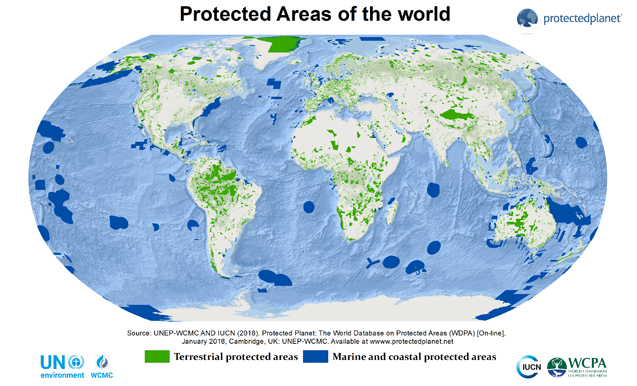 Protected Areas of the world
protectedplanet®
Source: UNEP-WCMC AND IUCN (2018). Protected Planet: The World Database on Protected Areas (WDPA) [On-line].
January 2018, Cambridge, UK: UNEP-WCMC. Available at wwww.protectedplanet.net
Terrestrial protected areas
Marine and coastal protected areas
UN
environment
WCMC
IUCN
WCPA
WORLD COMMISSION
ON PROTECTED AREAS